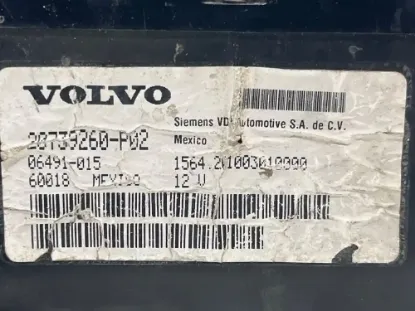 VOLVO
Siemens VDO Automotive S.A. de C.V.
20739260-P02
Mexico
06491-015
60018 MEXICO 12 V